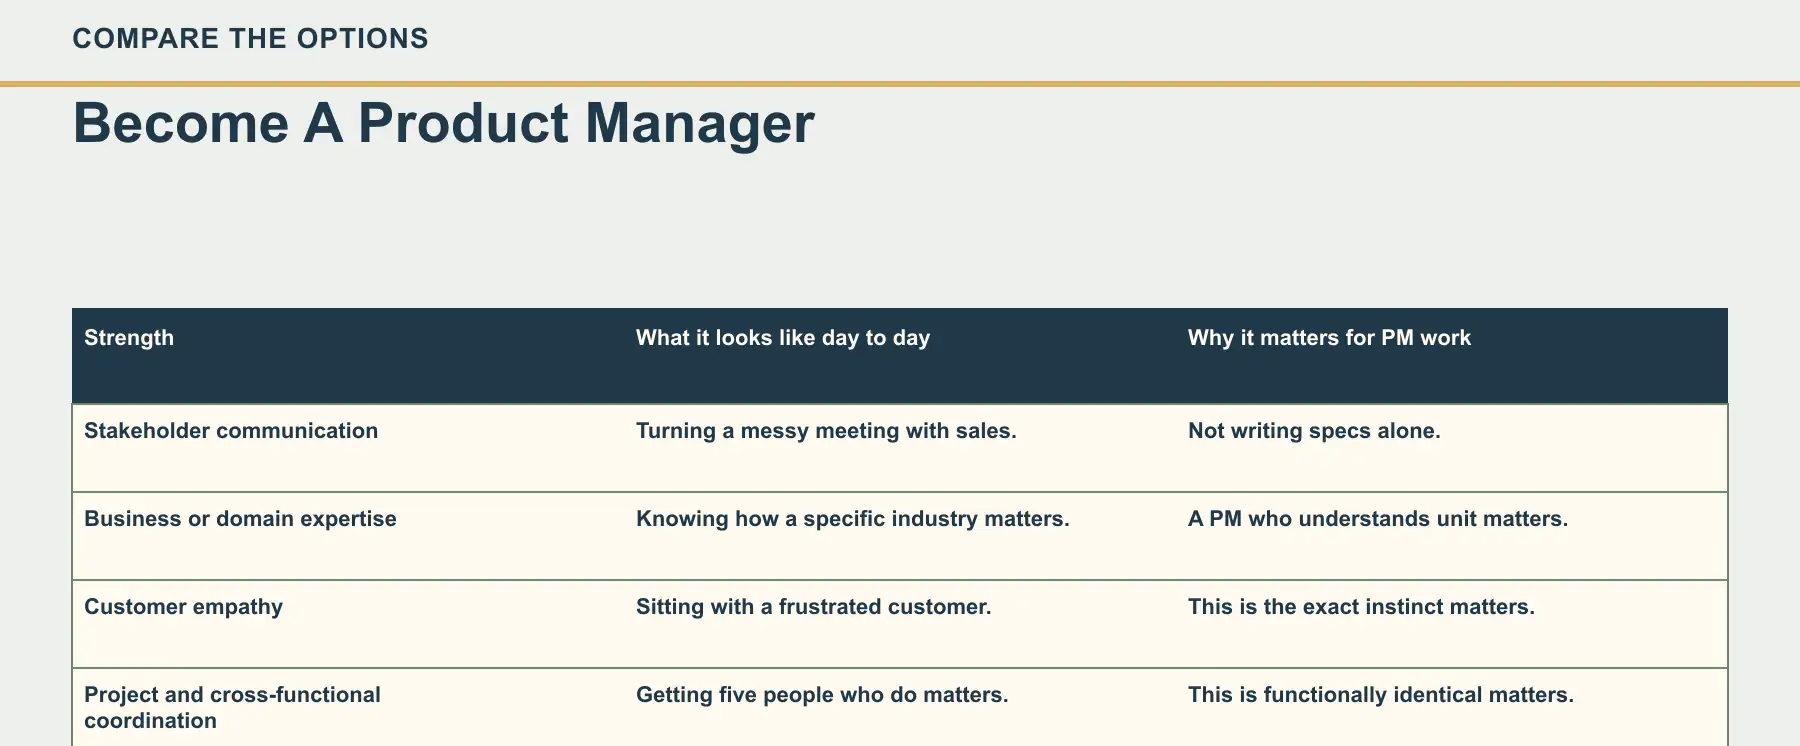 COMPARE THE OPTIONS
Become A Product Manager
Strength
What it looks like day to day
Why it matters for PM work
Stakeholder communication
Turning a messy meeting with sales.
Not writing specs alone.
Business or domain expertise
Knowing how a specific industry matters.
A PM who understands unit matters.
Customer empathy
Sitting with a frustrated customer.
This is the exact instinct matters.
Project and cross-functional
coordination
Getting five people who do matters.
This is functionally identical matters.